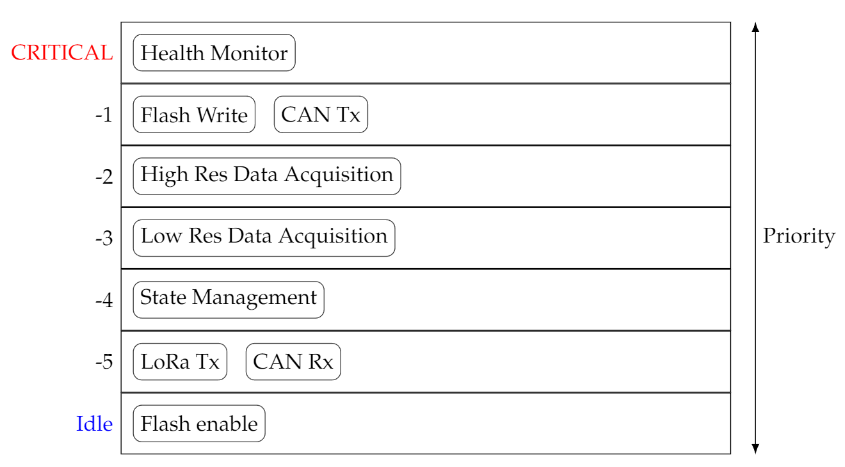 CRITICAL Health Monitor
-1 Flash Write CAN Tx
-2 High Res Data Acquisition
-3 Low Res Data Acquisition
Priority
-4 State Management
-5 LoRa Tx CAN Rx
Idle Flash enable